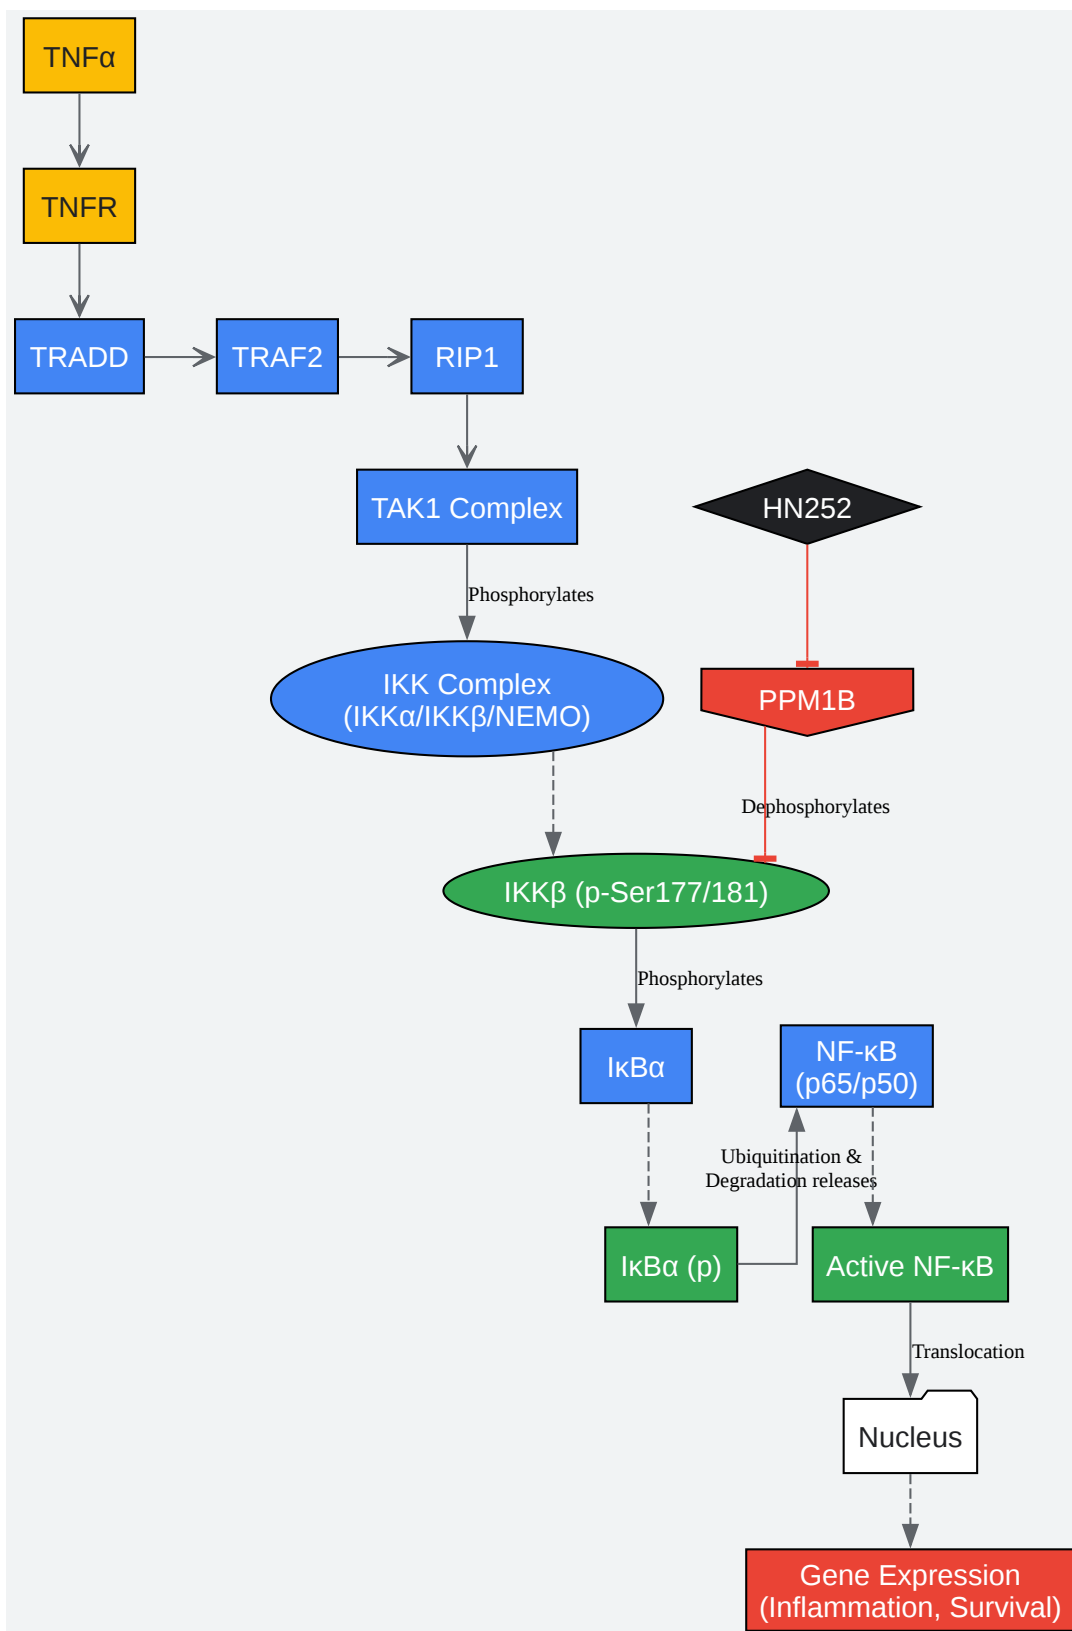 TNFα
TNFR
TRADD
TRAF2
RIP1
TAK1 Complex
HN252
Phosphorylates
IKK Complex
(IKKα/IKKβ/NEMO)
PPM1B
Dephosphorylates
IKKβ (p-Ser177/181)
Phosphorylates
IκBα
NF-κB
(p65/p50)
Ubiquitination &
Degradation releases
IκBα (p)
Active NF-κB
Translocation
Nucleus
Gene Expression
(Inflammation, Survival)